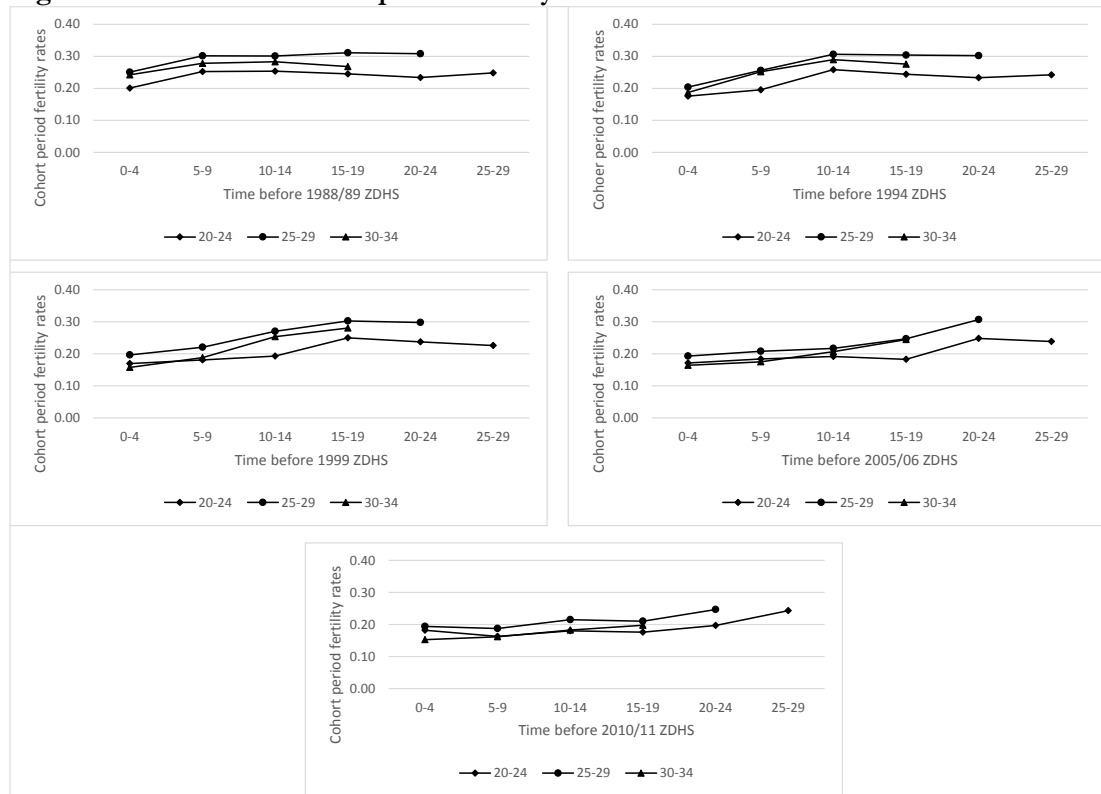 0.40
0.30
0.20
0.10
0.00
Cohort period fertility rates
0-4 5-9 10-14 15-19 20-24 25-29
Time before 1988/89 ZDHS
20-24 25-29 30-34
0.40
0.30
0.20
0.10
0.00
Cohoer period fertility rates
0-4 5-9 10-14 15-19 20-24 25-29
Time before 1994 ZDHS
20-24 25-29 30-34
0.40
0.30
0.20
0.10
0.00
Cohort period fertility rates
0-4 5-9 10-14 15-19 20-24 25-29
Time before 1999 ZDHS
20-24 25-29 30-34
0.40
0.30
0.20
0.10
0.00
Cohort period fertility rates
0-4 5-9 10-14 15-19 20-24 25-29
Time before 2005/06 ZDHS
20-24 25-29 30-34
0.40
0.30
0.20
0.10
0.00
Cohort period fertility rates
0-4 5-9 10-14 15-19 20-24 25-29
Time before 2010/11 ZDHS
20-24 25-29 30-34